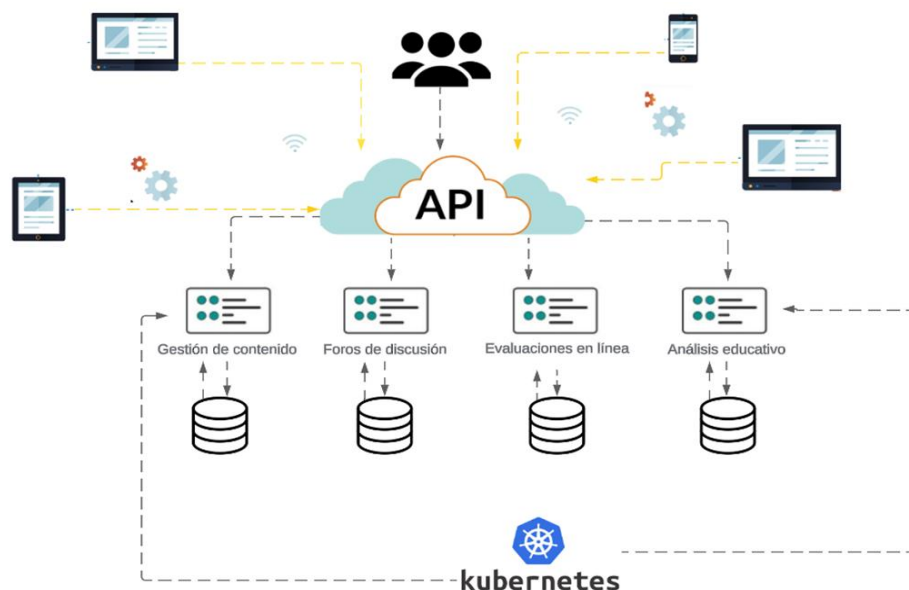 API
Gestión de contenido
Foros de discusión
Evaluaciones en línea
Análisis educativo
kubernetes